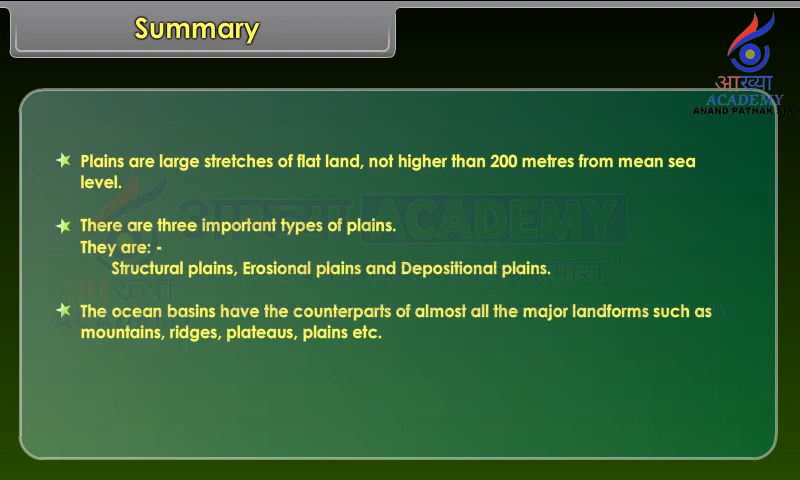 Summary
आख्या
ACADEMY
ANAND PATHAK
Plains are large stretches of flat land, not higher than 200 metres from mean sea
level.
There are three important types of plains.
They are: -
Structural plains, Erosional plains and Depositional plains.
The ocean basins have the counterparts of almost all the major landforms such as
mountains, ridges, plateaus, plains etc.
आख्या ACADEMY